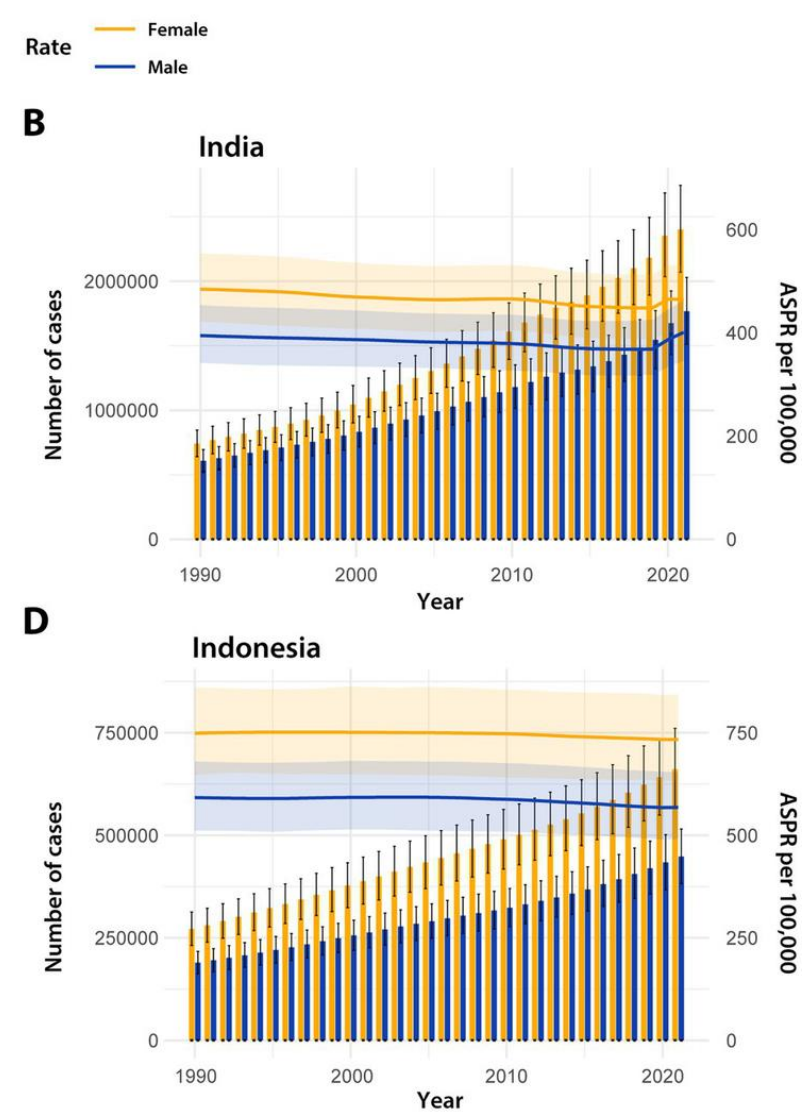 Rate
Female
Male
B
India
Number of cases
2000000
1000000
0
600
400
200
0
ASPR per 100,000
1990
2000
2010
2020
Year
D
Indonesia
Number of cases
750000
500000
250000
0
750
500
250
0
ASPR per 100,000
1990
2000
2010
2020
Year